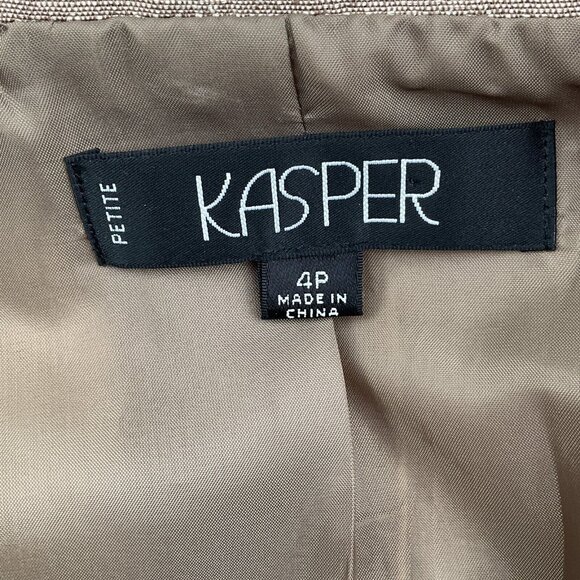 PETITE
KASPER
4P
MADE IN
CHINA